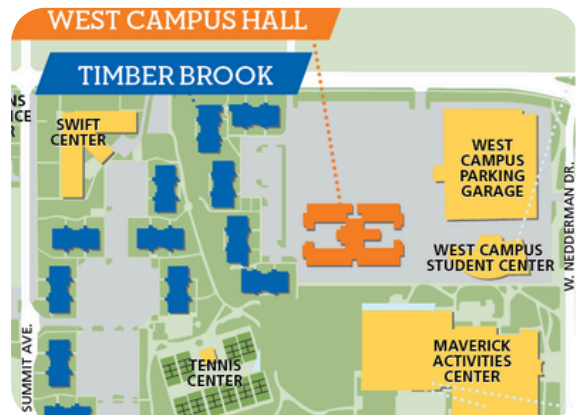 WEST CAMPUS HALL
TIMBER BROOK
SWIFT
CENTER
WEST
CAMPUS
PARKING
GARAGE
WEST CAMPUS
STUDENT CENTER
W. NEDDERMAN DR.
SUMMIT AVE.
TENNIS
CENTER
MAVERICK
ACTIVITIES
CENTER